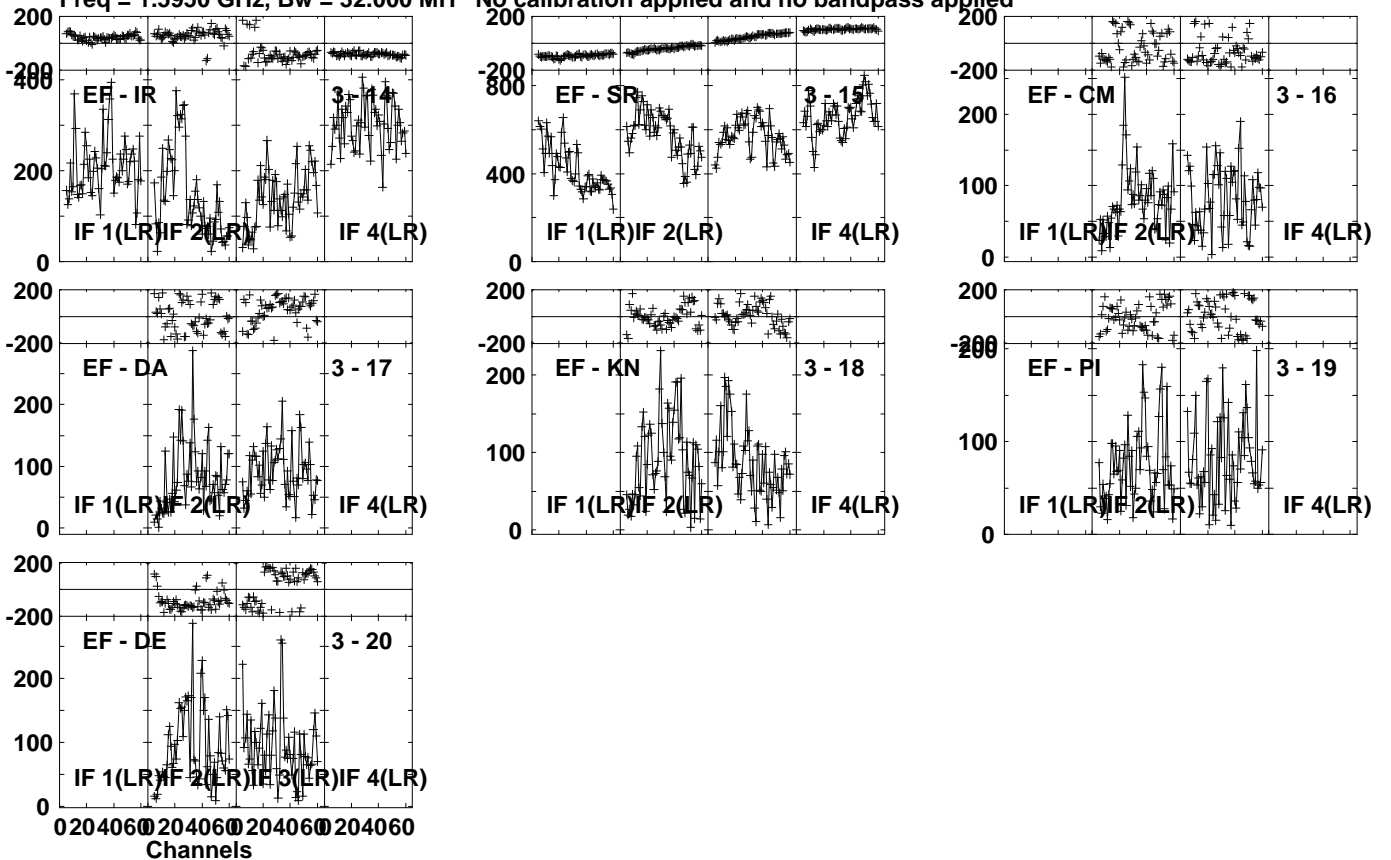 Freq = 1.5950 GHz, Bw = 32.000 MH No calibration applied and no bandpass applied
200
-200
400
200
0
EF - IR
3 - 14
IF 1(LR)
IF 2(LR)
IF 4(LR)
200
-200
800
400
0
EF - SR
3 - 15
IF 1(LR)
IF 2(LR)
IF 4(LR)
200
-200
200
100
0
EF - CM
3 - 16
IF 1(LR)
IF 2(LR)
IF 4(LR)
200
-200
200
100
0
EF - DA
3 - 17
IF 1(LR)
IF 2(LR)
IF 4(LR)
200
-200
200
100
0
EF - KN
3 - 18
IF 1(LR)
IF 2(LR)
IF 4(LR)
200
-200
200
100
0
EF - PI
3 - 19
IF 1(LR)
IF 2(LR)
IF 4(LR)
200
-200
200
100
0
EF - DE
3 - 20
IF 1(LR)
IF 2(LR)
IF 3(LR)
IF 4(LR)
0 20 40 60 0 20 40 60 0 20 40 60 0 20 40 60
Channels